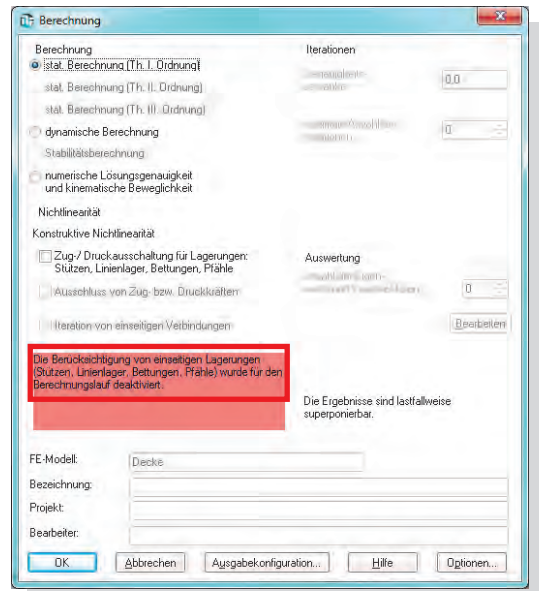 Berechnung
Berechnung
stat. Berechnung (Th. I. Ordnung)
stat. Berechnung (Th. II. Ordnung)
stat. Berechnung (Th. III. Ordnung)
dynamische Berechnung
Stabilitätsberechnung
numerische Lösungsgenauigkeit
und kinematische Beweglichkeit
Iterationen
0.0
0
Nichtlinearität
Konstruktive Nichtlinearität
Zug-/ Druckausschaltung für Lagerungen:
Stützen, Linienlager, Bettungen, Pfähle
Ausschluss von Zug- bzw. Druckkräften
Iteration von einseitigen Verbindungen
Auswertung
0
Bearbeiten
Die Berücksichtigung von einseitigen Lagerungen
(Stützen, Linienlager, Bettungen, Pfähle) wurde für den
Berechnungslauf deaktiviert.
Die Ergebnisse sind lastfallweise
superponierbar.
FE-Modell: Decke
Bezeichnung:
Projekt:
Bearbeiter:
OK Abbrechen Ausgabekonfiguration... Hilfe Optionen...